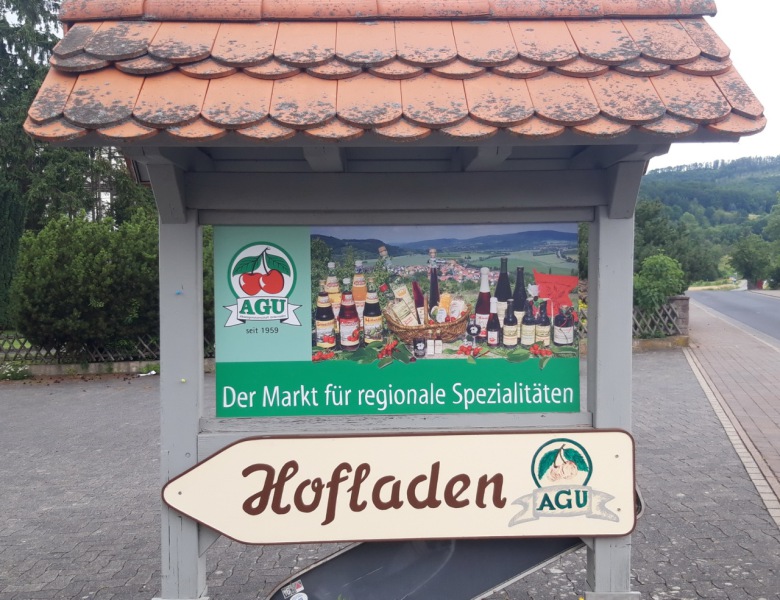 AGU
seit 1959
Der Markt für regionale Spezialitäten
Hofladen
AGU